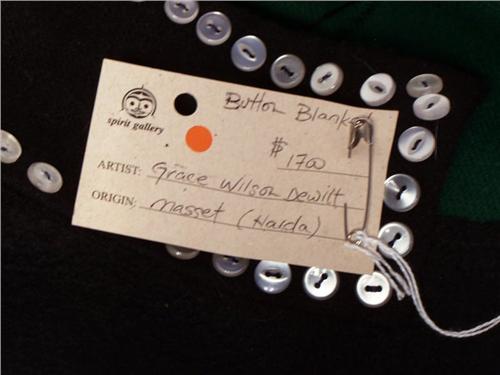 Button Blanket
spirit gallery
$ 1700
ARTIST: Grace Wilson Dewitt
ORIGIN: Masset (Haida)